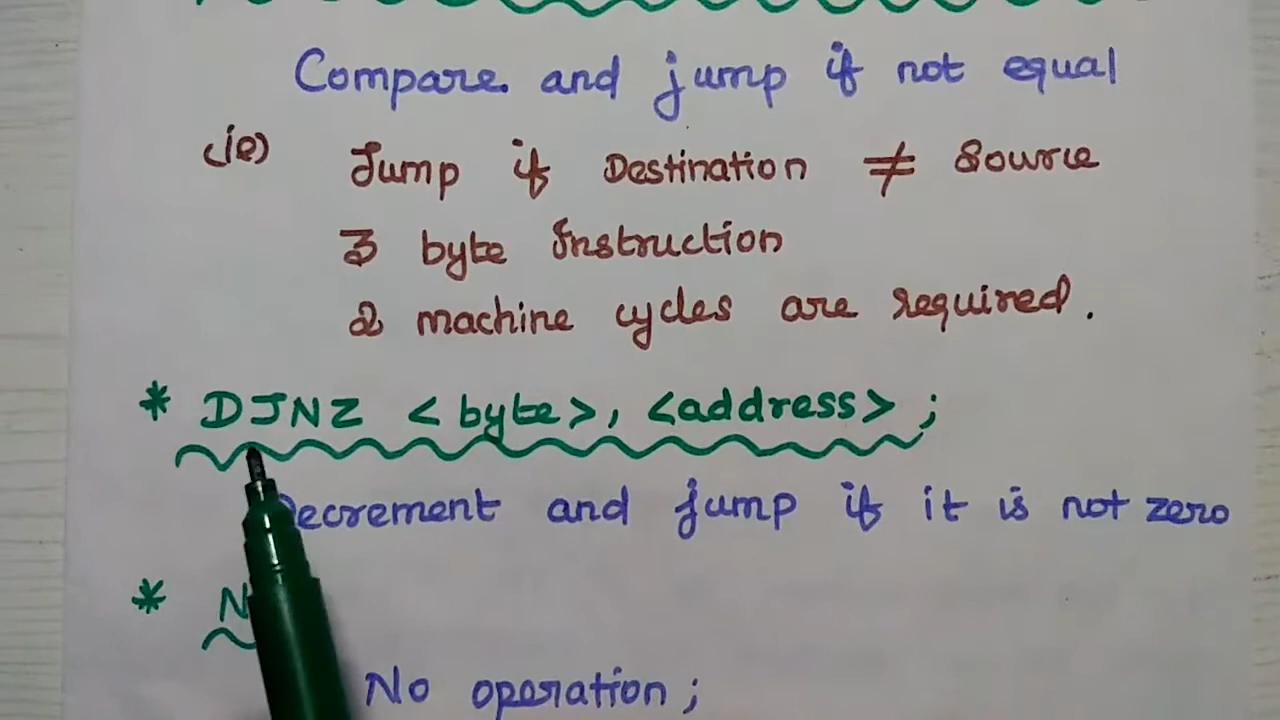 Compare and jump if not equal
(ie) Jump if Destination ≠ Source
3 byte Instruction
2 machine cycles are required.
* DJNZ <byte>, <address> ;
Decrement and jump if it is not zero
*
No operation ;